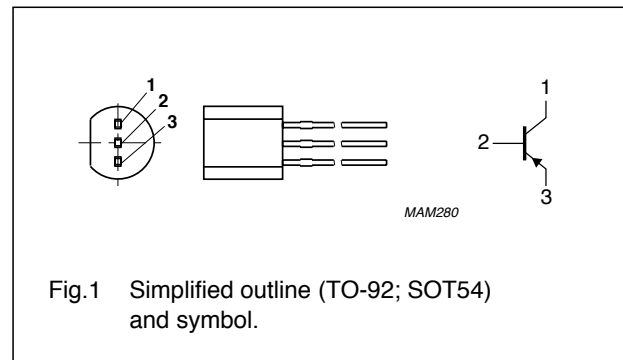 1
2
3
1
2
3
MAM280
Fig.1 Simplified outline (TO-92; SOT54)
and symbol.